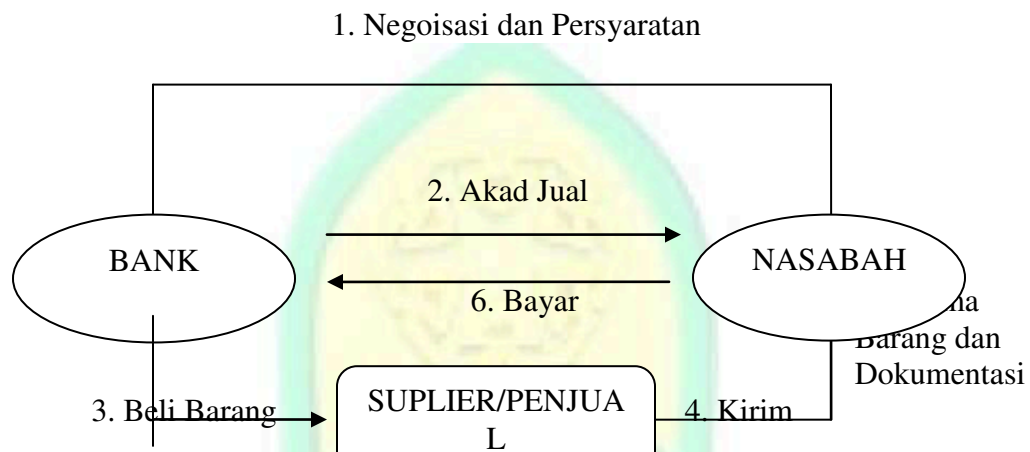 1. Negoisasi dan Persyaratan
2. Akad Jual
BANK
NASABAH
6. Bayar
Barang dan
Dokumentasi
3. Beli Barang
SUPLIER/PENJUA
L
4. Kirim